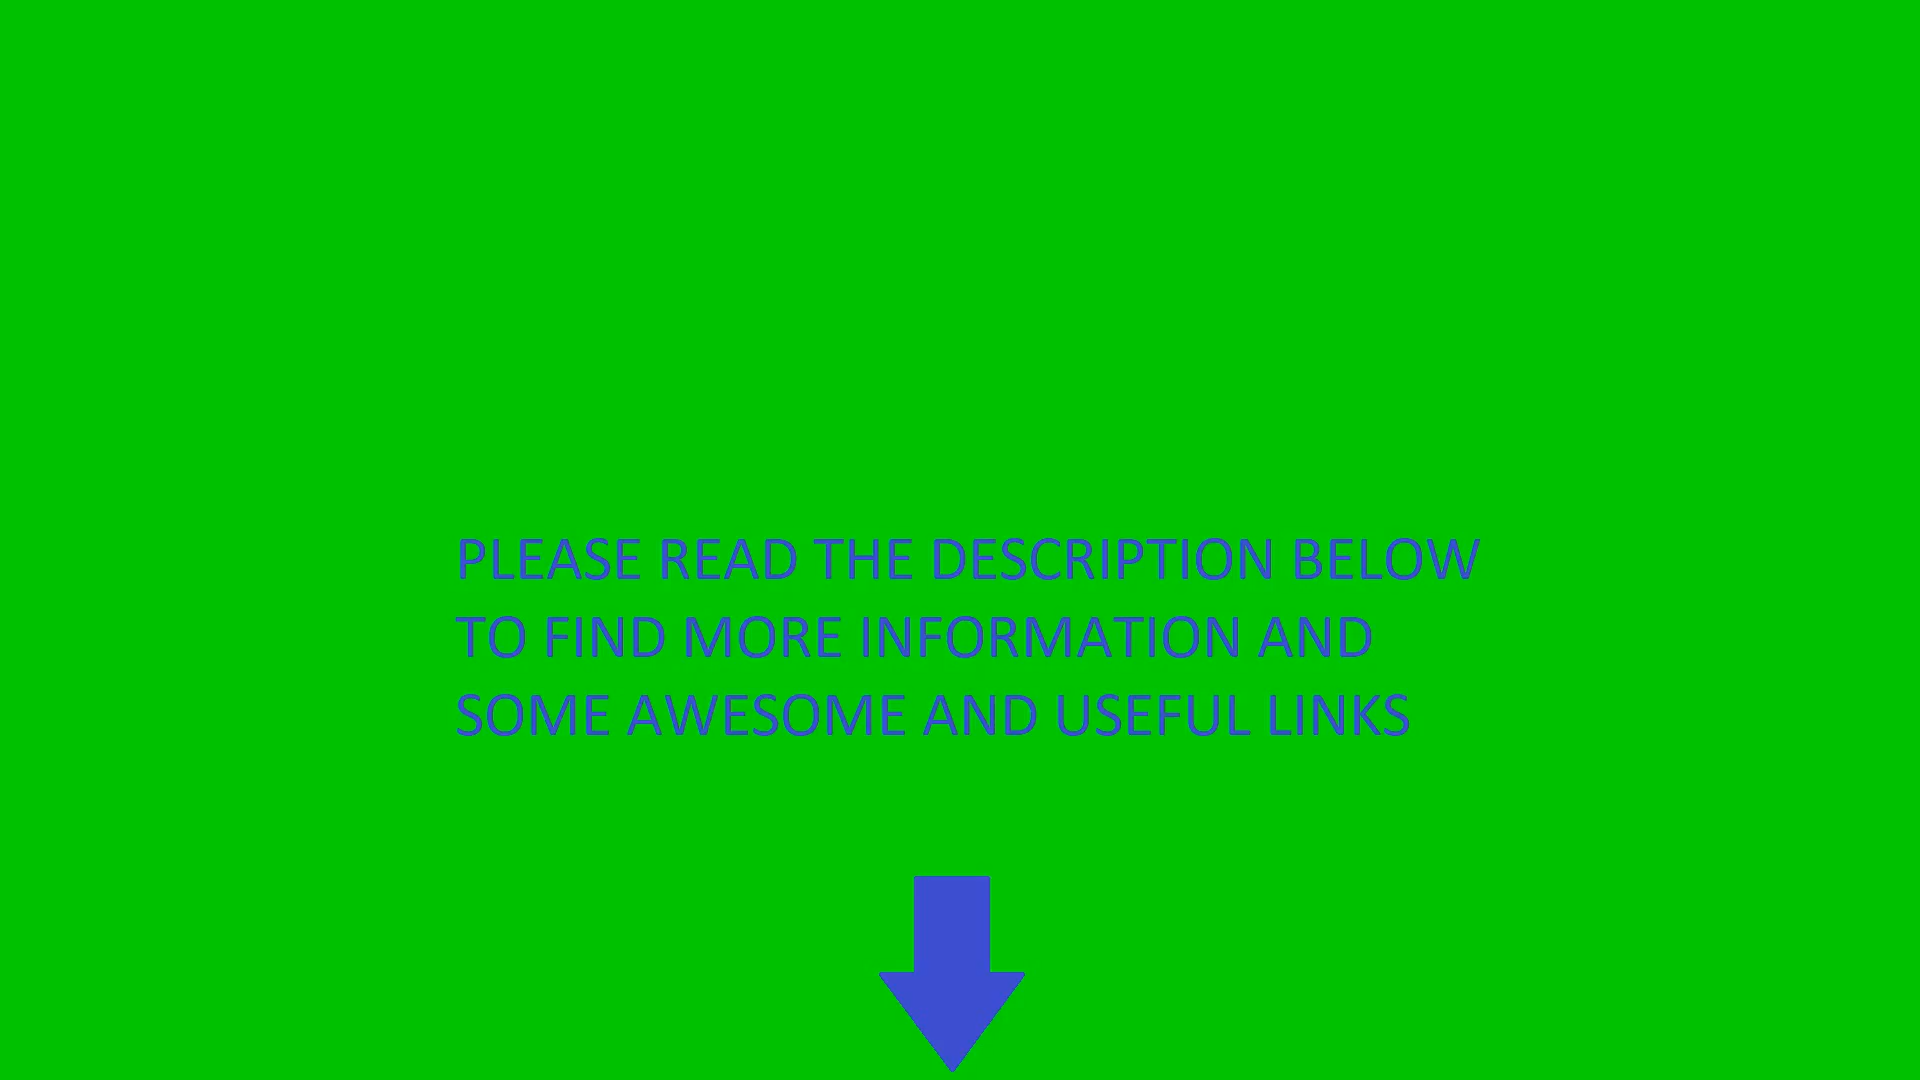 PLEASE READ THE DESCRIPTION BELOW
TO FIND MORE INFORMATION AND
SOME AWESOME AND USEFUL LINKS